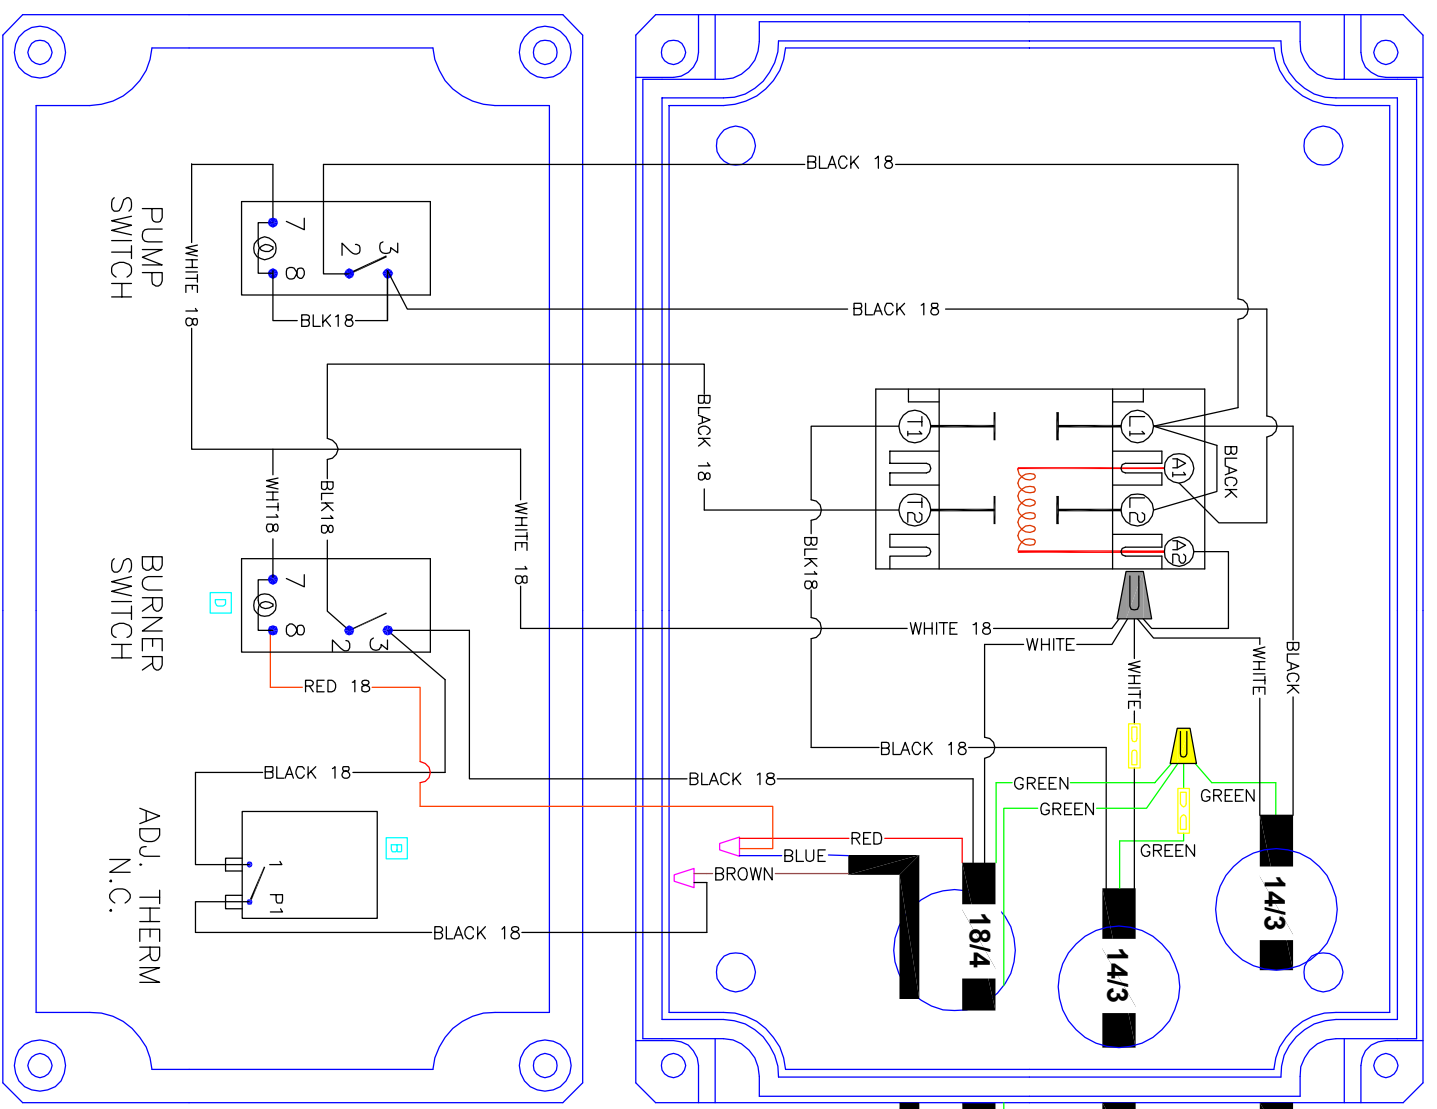 BLACK 18
PUMP
SWITCH
7
8
2
3
WHITE 18
BLK18
BLACK 18
BLACK 18
WHT18
BLK18
WHITE 18
T1
T2
L1
A1
L2
A2
BLACK
BLK18
BURNER
SWITCH
D
7
8
2
3
RED 18
WHITE 18
WHITE
WHITE
WHITE
BLACK
BLACK 18
BLACK 18
BLACK 18
GREEN
GREEN
GREEN
GREEN
ADJ. THERM
N.C.
B
1
P1
RED
BLUE
BROWN
BLACK 18
18/4
14/3
14/3